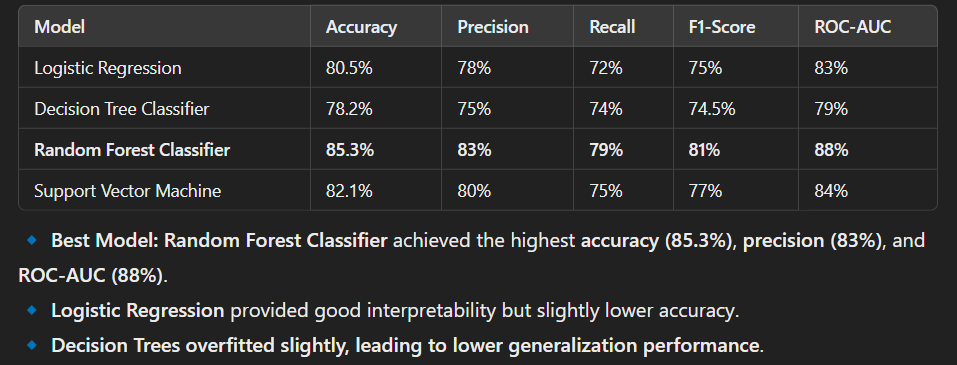 Model Accuracy Precision Recall F1-Score ROC-AUC
Logistic Regression 80.5% 78% 72% 75% 83%
Decision Tree Classifier 78.2% 75% 74% 74.5% 79%
Random Forest Classifier 85.3% 83% 79% 81% 88%
Support Vector Machine 82.1% 80% 75% 77% 84%
Best Model: Random Forest Classifier achieved the highest accuracy (85.3%), precision (83%), and
ROC-AUC (88%).
Logistic Regression provided good interpretability but slightly lower accuracy.
Decision Trees overfitted slightly, leading to lower generalization performance.